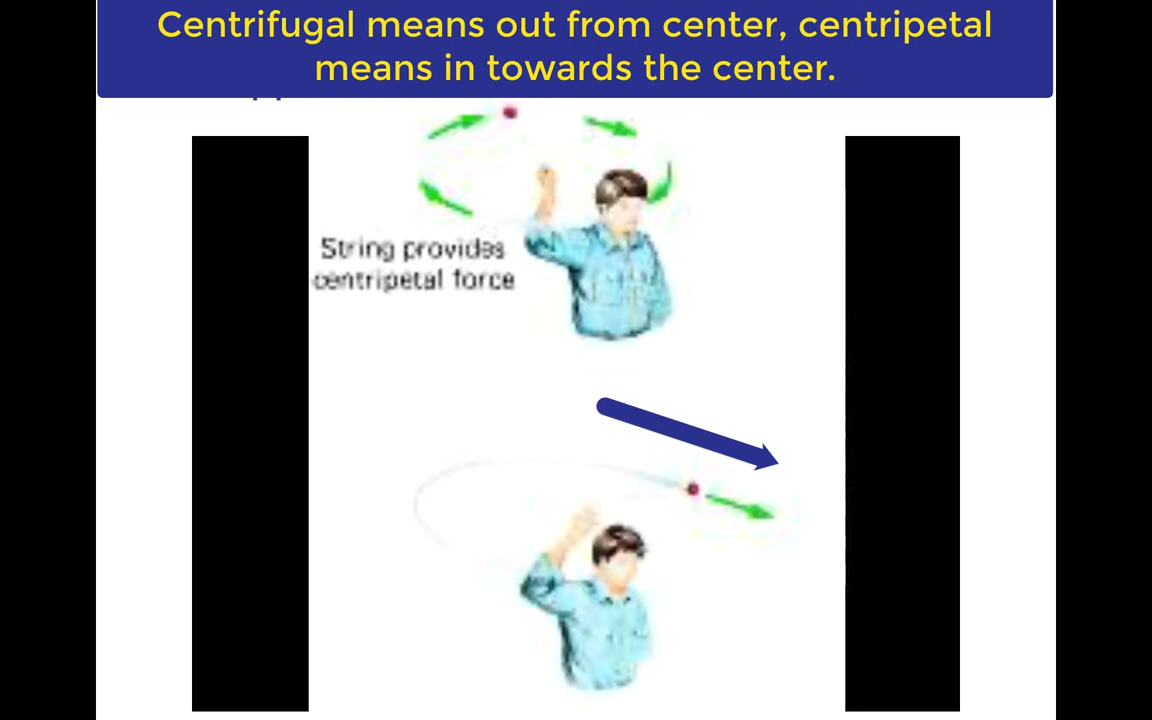 Centrifugal means out from center, centripetal
means in towards the center.
String provides
centripetal force